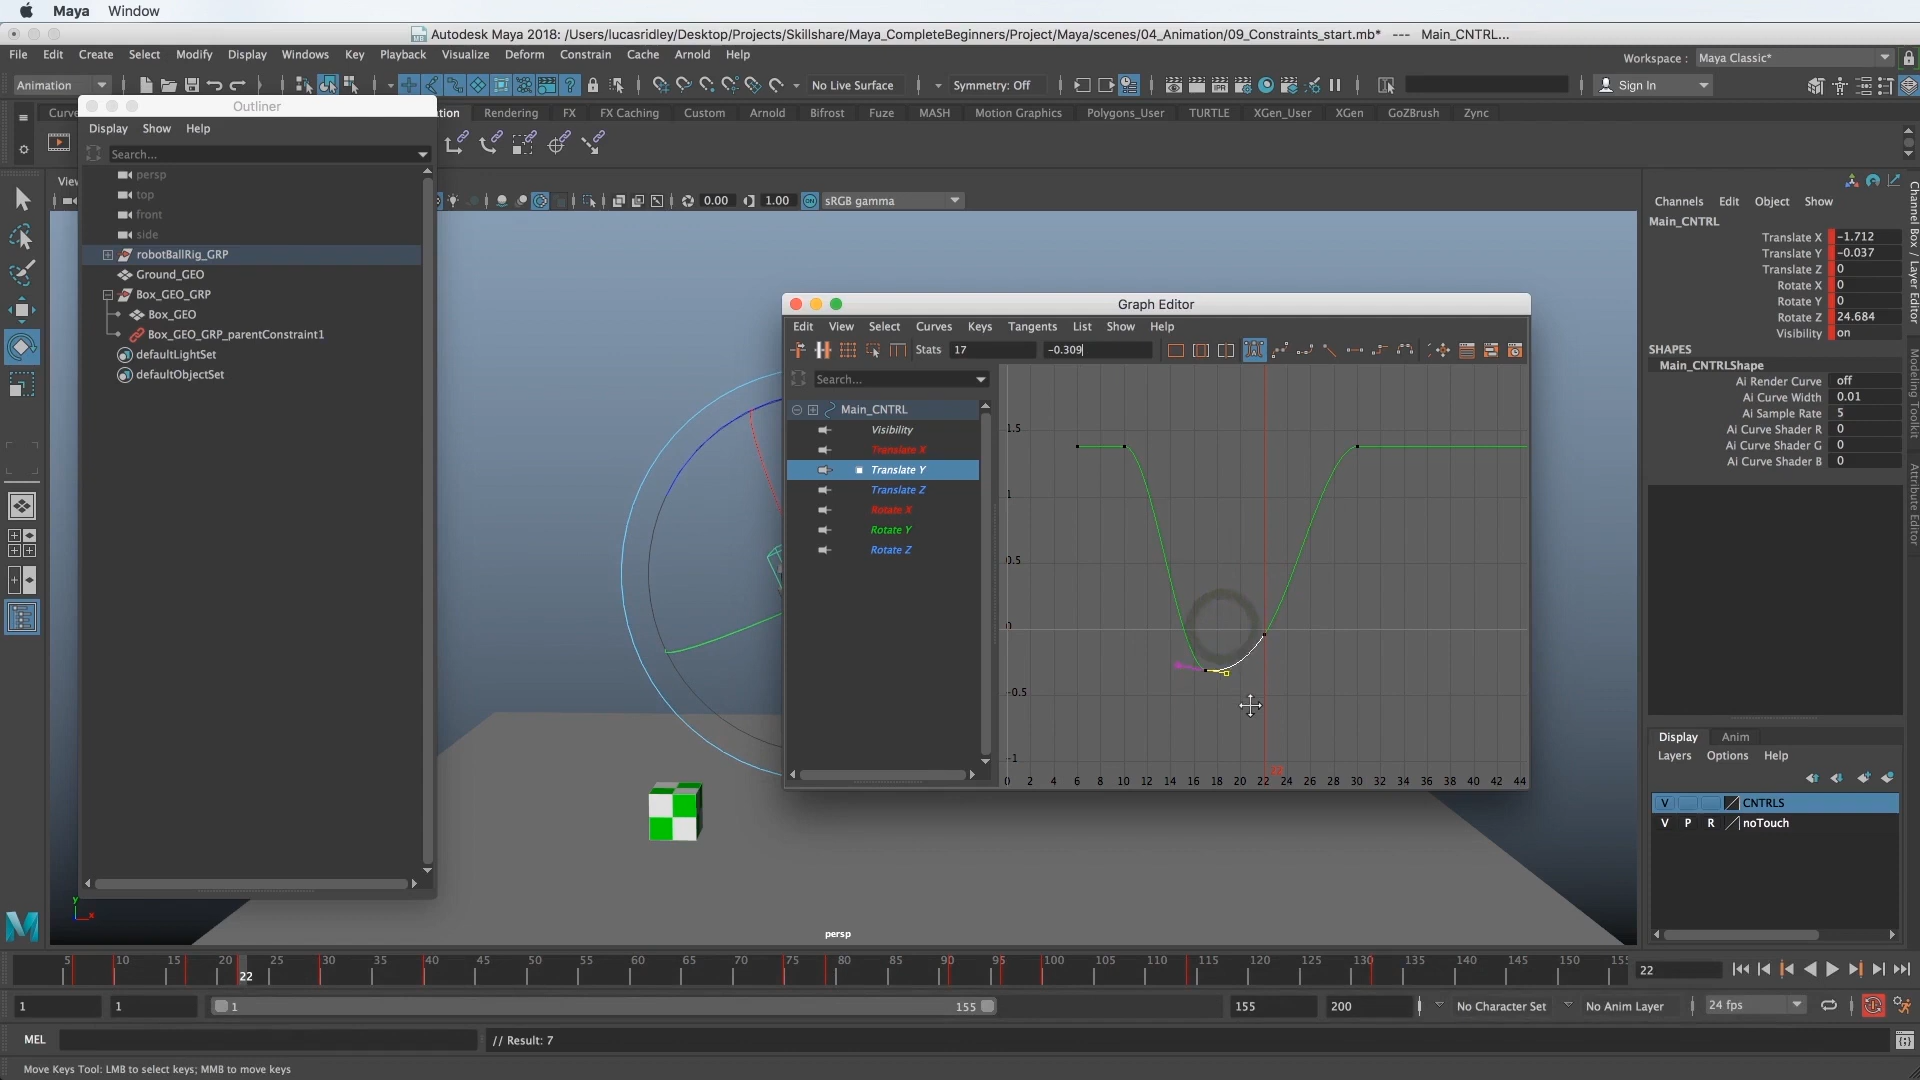 Maya Window
Autodesk Maya 2018: /Users/lucasridley/Desktop/Projects/Skillshare/Maya_CompleteBeginners/Project/Maya/scenes/04_Animation/09_Constraints_start.mb* --- Main_CNTRL...
File Edit Create Select Modify Display Windows Key Playback Visualize Deform Constrain Cache Arnold Help
Workspace : Maya Classic*
Animation No Live Surface Symmetry: Off Sign In
Outliner
Curve tion Rendering FX FX Caching Custom Arnold Bifrost Fuze MASH Motion Graphics Polygons_User TURTLE XGen_User XGen GoZBrush Zync
Display Show Help
Search...
View
0.00 1.00 sRGB gamma
persp
top
front
side
robotBallRig_GRP
Ground_GEO
Box_GEO_GRP
Box_GEO
Box_GEO_GRP_parentConstraint1
defaultLightSet
defaultObjectSet
Graph Editor
Edit View Select Curves Keys Tangents List Show Help
Stats 17 -0.309
Search...
Main_CNTRL
Visibility
Translate X
Translate Y
Translate Z
Rotate X
Rotate Y
Rotate Z
1.5
1
0.5
0
-0.5
-1
22
0 2 4 6 8 10 12 14 16 18 20 22 24 26 28 30 32 34 36 38 40 42 44
Channels Edit Object Show
Main_CNTRL
Translate X -1.712
Translate Y -0.037
Translate Z 0
Rotate X 0
Rotate Y 0
Rotate Z 24.684
Visibility on
SHAPES
Main_CNTRLShape
Ai Render Curve off
Ai Curve Width 0.01
Ai Sample Rate 5
Ai Curve Shader R 0
Ai Curve Shader G 0
Ai Curve Shader B 0
Channel Box / Layer Editor
Modeling Toolkit
Attribute Editor
Display Anim
Layers Options Help
V CNTRLS
V P R noTouch
y
x
persp
5 10 15 20 25 30 35 40 45 50 55 60 65 70 75 80 85 90 95 100 105 110 115 120 125 130 135 140 145 150 155
22
22
1 1 1 155 155 200 No Character Set No Anim Layer 24 fps
MEL // Result: 7
Move Keys Tool: LMB to select keys; MMB to move keys